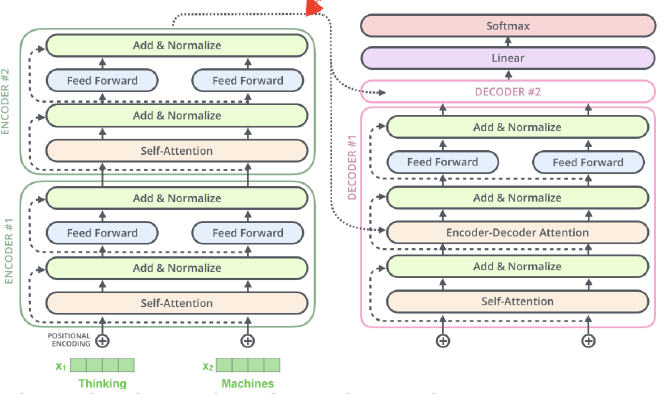 ENCODER #2
Add & Normalize
Feed Forward
Feed Forward
Add & Normalize
Self-Attention
ENCODER #1
Add & Normalize
Feed Forward
Feed Forward
Add & Normalize
Self-Attention
POSITIONAL
ENCODING
x₁
Thinking
x₂
Machines
Softmax
Linear
DECODER #2
DECODER #1
Add & Normalize
Feed Forward
Feed Forward
Add & Normalize
Encoder-Decoder Attention
Add & Normalize
Self-Attention